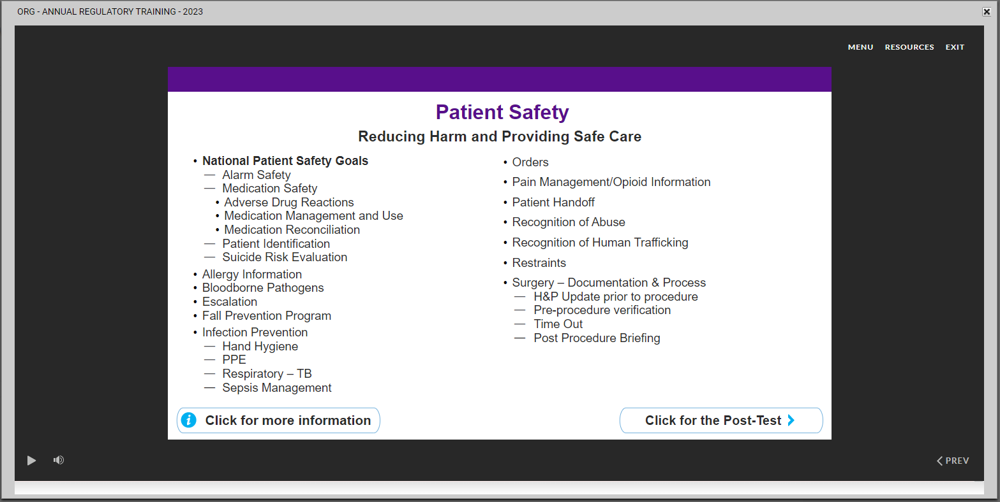 ORG - ANNUAL REGULATORY TRAINING - 2023
MENU RESOURCES EXIT
Patient Safety
Reducing Harm and Providing Safe Care
• National Patient Safety Goals
— Alarm Safety
— Medication Safety
• Adverse Drug Reactions
• Medication Management and Use
• Medication Reconciliation
— Patient Identification
— Suicide Risk Evaluation
• Allergy Information
• Bloodborne Pathogens
• Escalation
• Fall Prevention Program
• Infection Prevention
— Hand Hygiene
— PPE
— Respiratory – TB
— Sepsis Management
• Orders
• Pain Management/Opioid Information
• Patient Handoff
• Recognition of Abuse
• Recognition of Human Trafficking
• Restraints
• Surgery – Documentation & Process
— H&P Update prior to procedure
— Pre-procedure verification
— Time Out
— Post Procedure Briefing
i Click for more information
Click for the Post-Test
PREV